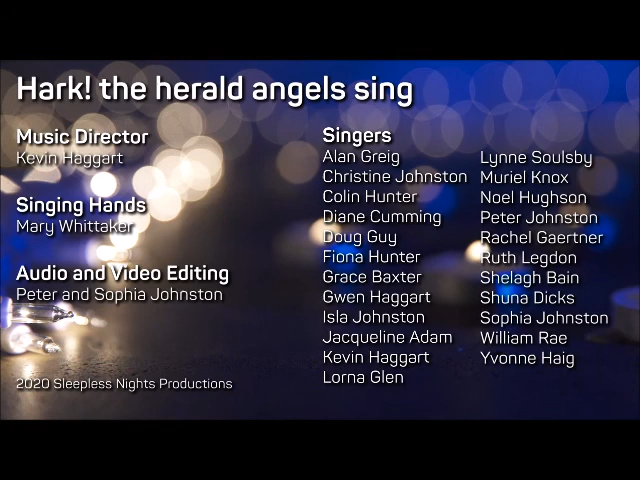 Hark! the herald angels sing
Music Director
Kevin Haggart
Singing Hands
Mary Whittaker
Audio and Video Editing
Peter and Sophia Johnston
2020 Sleepless Nights Productions
Singers
Alan Greig
Christine Johnston
Colin Hunter
Diane Cumming
Doug Guy
Fiona Hunter
Grace Baxter
Gwen Haggart
Isla Johnston
Jacqueline Adam
Kevin Haggart
Lorna Glen
Lynne Soulsby
Muriel Knox
Noel Hughson
Peter Johnston
Rachel Gaertner
Ruth Legdon
Shelagh Bain
Shuna Dicks
Sophia Johnston
William Rae
Yvonne Haig